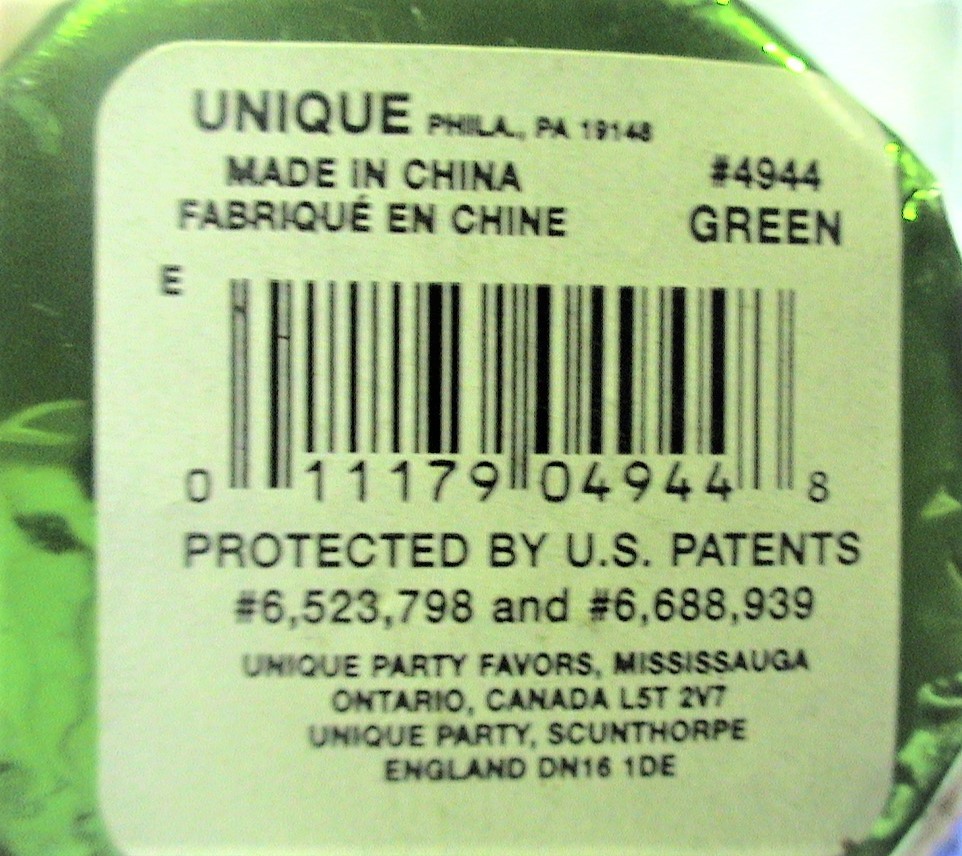 UNIQUE PHILA., PA 19148
MADE IN CHINA #4944
FABRIQUÉ EN CHINE GREEN
E
0 11179 04944 8
PROTECTED BY U.S. PATENTS
#6,523,798 and #6,688,939
UNIQUE PARTY FAVORS, MISSISSAUGA
ONTARIO, CANADA L5T 2V7
UNIQUE PARTY, SCUNTHORPE
ENGLAND DN16 1DE